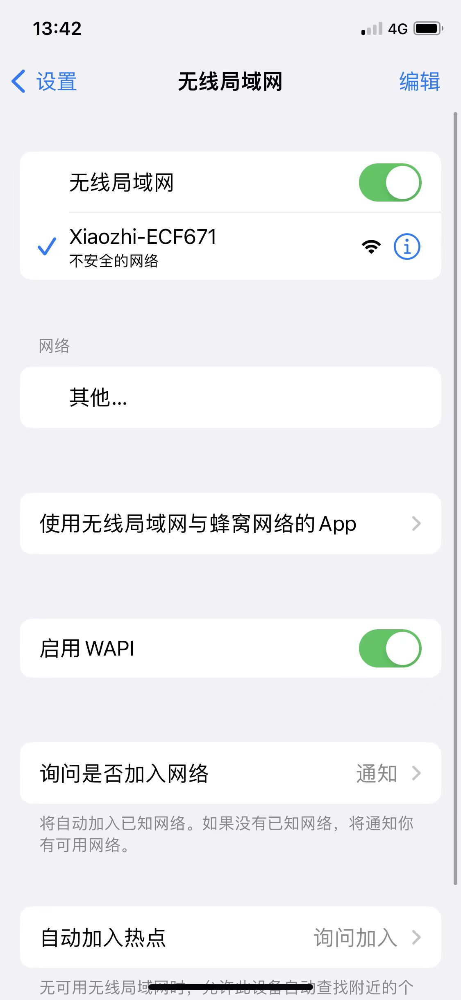 13:42
4G
设置
无线局域网
编辑
无线局域网
Xiaozhi-ECF671
不安全的网络
网络
其他...
使用无线局域网与蜂窝网络的 App
启用 WAPI
询问是否加入网络
通知
将自动加入已知网络。如果没有已知网络，将通知你
有可用网络。
自动加入热点
询问加入
无可用无线局域网时，允许此设备自动查找附近的个